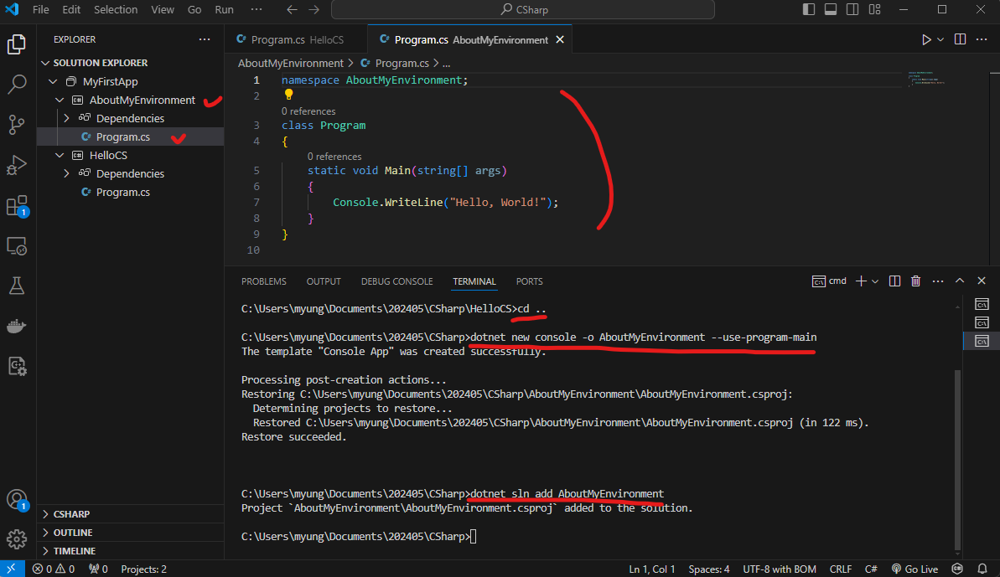 File Edit Selection View Go Run ··· CSharp
EXPLORER ···
SOLUTION EXPLORER
MyFirstApp
AboutMyEnvironment
Dependencies
Program.cs
HelloCS
Dependencies
Program.cs
CSHARP
OUTLINE
TIMELINE
Program.cs HelloCS
Program.cs AboutMyEnvironment
AboutMyEnvironment > Program.cs > ...
1 namespace AboutMyEnvironment;
2
0 references
3 class Program
4 {
0 references
5 static void Main(string[] args)
6 {
7 Console.WriteLine("Hello, World!");
8 }
9 }
10
PROBLEMS OUTPUT DEBUG CONSOLE TERMINAL PORTS cmd
C:\Users\myung\Documents\202405\CSharp\HelloCS>cd ..
C:\Users\myung\Documents\202405\CSharp>dotnet new console -o AboutMyEnvironment --use-program-main
The template "Console App" was created successfully.
Processing post-creation actions...
Restoring C:\Users\myung\Documents\202405\CSharp\AboutMyEnvironment\AboutMyEnvironment.csproj:
Determining projects to restore...
Restored C:\Users\myung\Documents\202405\CSharp\AboutMyEnvironment\AboutMyEnvironment.csproj (in 122 ms).
Restore succeeded.
C:\Users\myung\Documents\202405\CSharp>dotnet sln add AboutMyEnvironment
Project `AboutMyEnvironment\AboutMyEnvironment.csproj` added to the solution.
C:\Users\myung\Documents\202405\CSharp>
1
1
0 0 0 Projects: 2 Ln 1, Col 1 Spaces: 4 UTF-8 with BOM CRLF C# Go Live